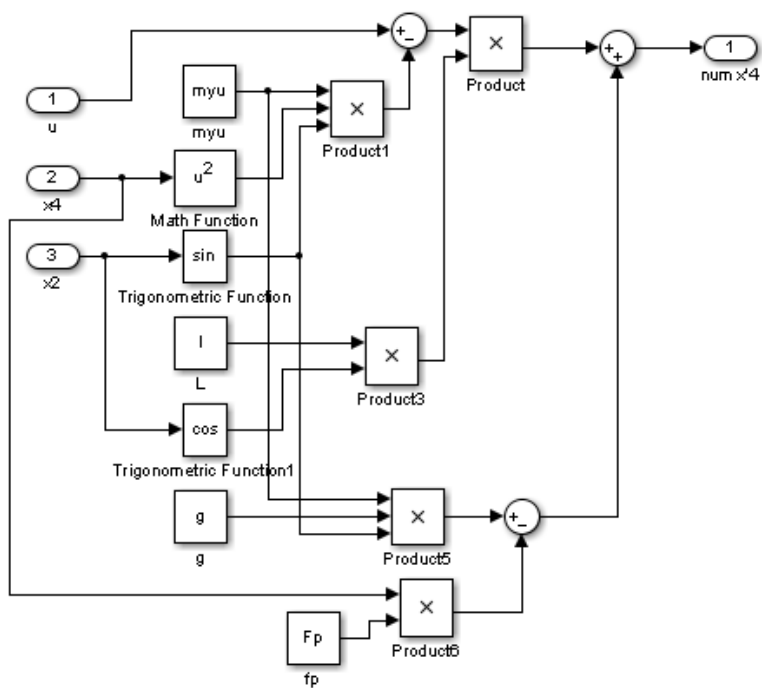 +
-
×
Product
+
+
1
num x'4
1
u
myu
myu
×
Product1
2
x4
u²
Math Function
3
x2
sin
Trigonometric Function
l
L
×
Product3
cos
Trigonometric Function1
g
g
×
Product5
+
-
×
Product6
Fp
fp